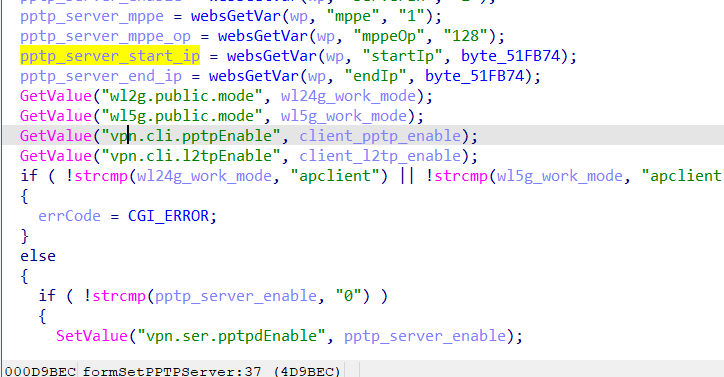 pptp_server_mppe = websGetVar(wp, "mppe", "1");
pptp_server_mppe_op = websGetVar(wp, "mppeOp", "128");
pptp_server_start_ip = websGetVar(wp, "startIp", byte_51FB74);
pptp_server_end_ip = websGetVar(wp, "endIp", byte_51FB74);
GetValue("wl2g.public.mode", wl24g_work_mode);
GetValue("wl5g.public.mode", wl5g_work_mode);
GetValue("vpn.cli.pptpEnable", client_pptp_enable);
GetValue("vpn.cli.l2tpEnable", client_l2tp_enable);
if ( !strcmp(wl24g_work_mode, "apclient") || !strcmp(wl5g_work_mode, "apclient
{
errCode = CGI_ERROR;
}
else
{
if ( !strcmp(pptp_server_enable, "0") )
{
SetValue("vpn.ser.pptpdEnable", pptp_server_enable);
000D9BEC formSetPPTPServer:37 (4D9BEC)